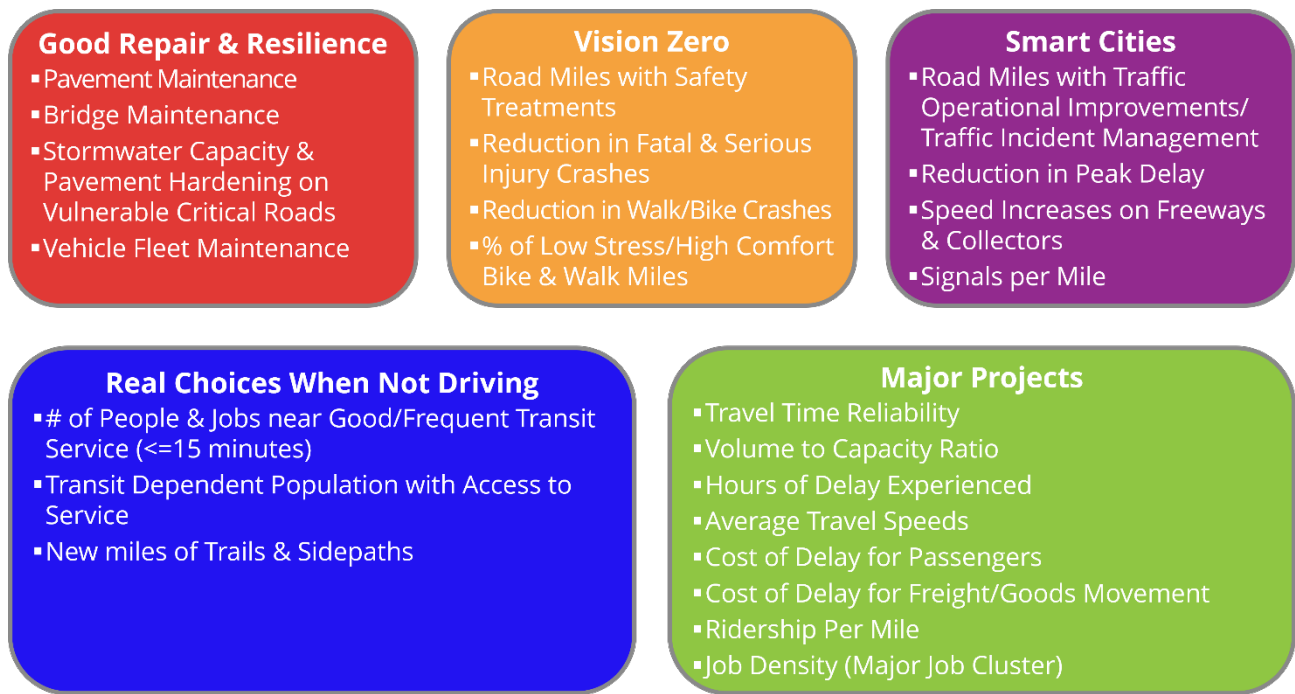 Good Repair & Resilience
▪Pavement Maintenance
▪Bridge Maintenance
▪Stormwater Capacity &
Pavement Hardening on
Vulnerable Critical Roads
▪Vehicle Fleet Maintenance
Vision Zero
▪Road Miles with Safety
Treatments
▪Reduction in Fatal & Serious
Injury Crashes
▪Reduction in Walk/Bike Crashes
▪% of Low Stress/High Comfort
Bike & Walk Miles
Smart Cities
▪Road Miles with Traffic
Operational Improvements/
Traffic Incident Management
▪Reduction in Peak Delay
▪Speed Increases on Freeways
& Collectors
▪Signals per Mile
Real Choices When Not Driving
▪# of People & Jobs near Good/Frequent Transit
Service (<=15 minutes)
▪Transit Dependent Population with Access to
Service
▪New miles of Trails & Sidepaths
Major Projects
▪Travel Time Reliability
▪Volume to Capacity Ratio
▪Hours of Delay Experienced
▪Average Travel Speeds
▪Cost of Delay for Passengers
▪Cost of Delay for Freight/Goods Movement
▪Ridership Per Mile
▪Job Density (Major Job Cluster)